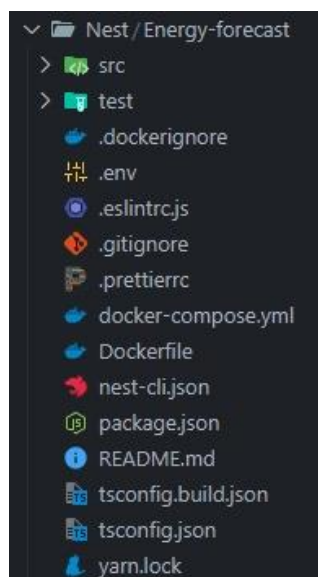 Nest/Energy-forecast
src
test
.dockerignore
.env
.eslintrc.js
.gitignore
.prettierrc
docker-compose.yml
Dockerfile
nest-cli.json
package.json
README.md
tsconfig.build.json
tsconfig.json
yarn.lock